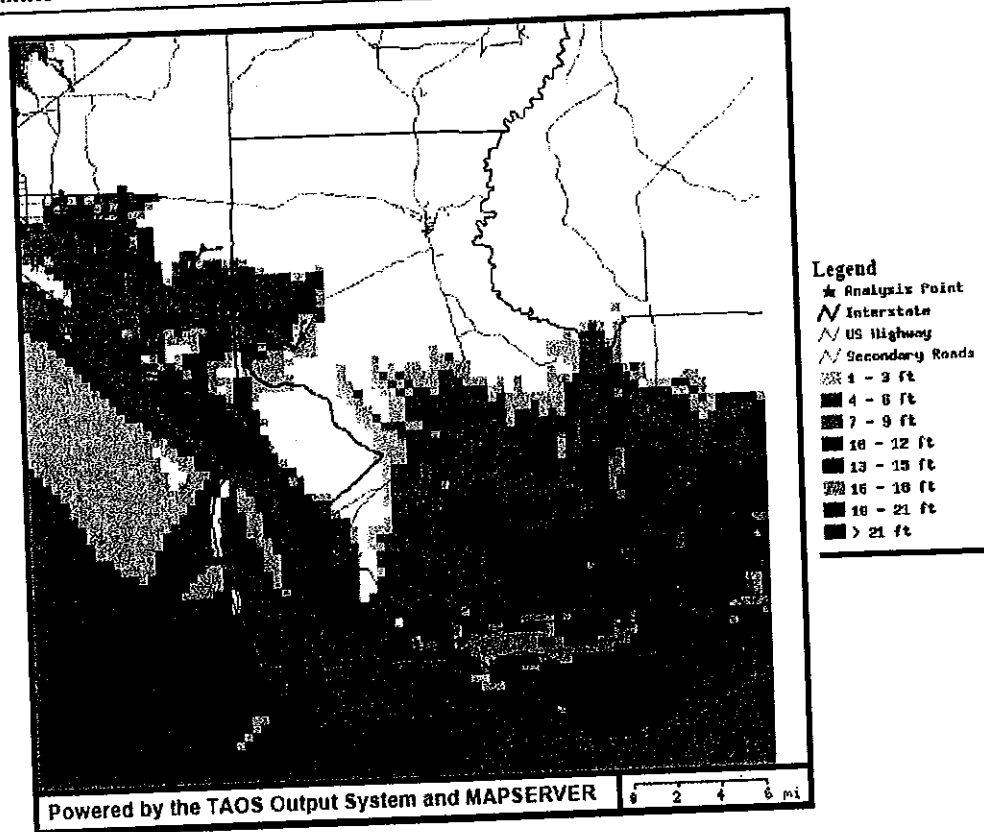 Legend
Analysis Point
Interstate
US Highway
Secondary Roads
1 - 3 ft
4 - 6 ft
7 - 9 ft
10 - 12 ft
13 - 15 ft
16 - 18 ft
19 - 21 ft
> 21 ft
Powered by the TAOS Output System and MAPSERVER
0 2 4 6 mi